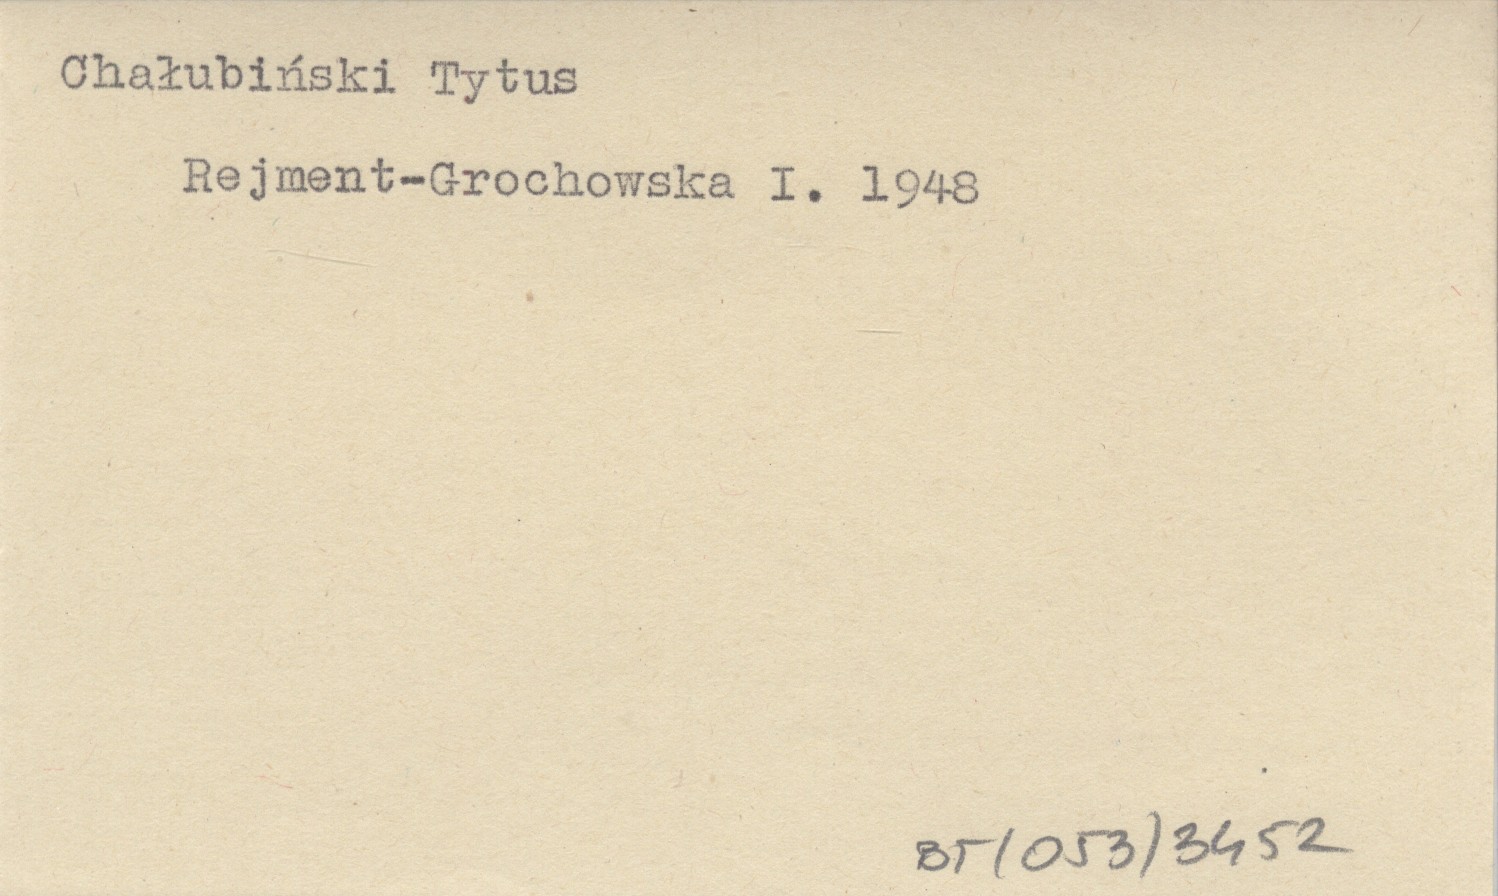 Chałubiński Tytus
Rejment-Grochowska I. 1948
BT(053)3452